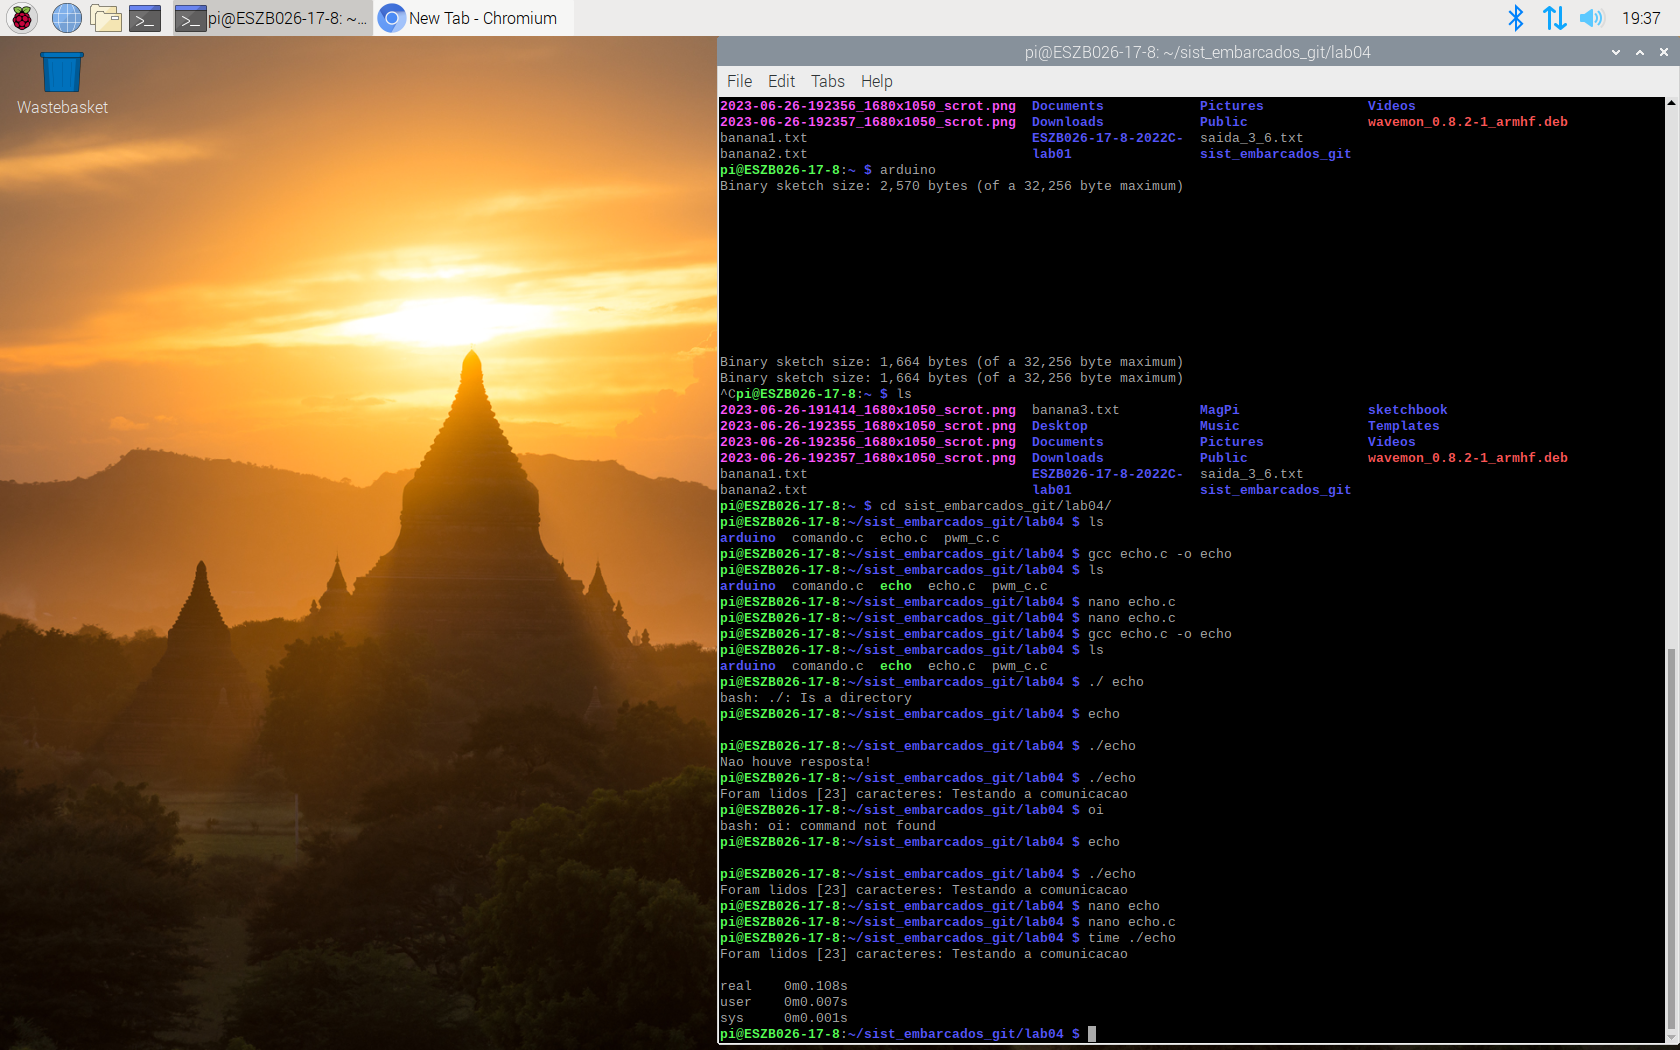 pi@ESZB026-17-8: ~... New Tab - Chromium 19:37
Wastebasket
pi@ESZB026-17-8: ~/sist_embarcados_git/lab04
File Edit Tabs Help
2023-06-26-192356_1680x1050_scrot.png Documents Pictures Videos
2023-06-26-192357_1680x1050_scrot.png Downloads Public wavemon_0.8.2-1_armhf.deb
banana1.txt ESZB026-17-8-2022C- saida_3_6.txt
banana2.txt lab01 sist_embarcados_git
pi@ESZB026-17-8:~ $ arduino
Binary sketch size: 2,570 bytes (of a 32,256 byte maximum)
Binary sketch size: 1,664 bytes (of a 32,256 byte maximum)
Binary sketch size: 1,664 bytes (of a 32,256 byte maximum)
^Cpi@ESZB026-17-8:~ $ ls
2023-06-26-191414_1680x1050_scrot.png banana3.txt MagPi sketchbook
2023-06-26-192355_1680x1050_scrot.png Desktop Music Templates
2023-06-26-192356_1680x1050_scrot.png Documents Pictures Videos
2023-06-26-192357_1680x1050_scrot.png Downloads Public wavemon_0.8.2-1_armhf.deb
banana1.txt ESZB026-17-8-2022C- saida_3_6.txt
banana2.txt lab01 sist_embarcados_git
pi@ESZB026-17-8:~ $ cd sist_embarcados_git/lab04/
pi@ESZB026-17-8:~/sist_embarcados_git/lab04 $ ls
arduino comando.c echo.c pwm_c.c
pi@ESZB026-17-8:~/sist_embarcados_git/lab04 $ gcc echo.c -o echo
pi@ESZB026-17-8:~/sist_embarcados_git/lab04 $ ls
arduino comando.c echo echo.c pwm_c.c
pi@ESZB026-17-8:~/sist_embarcados_git/lab04 $ nano echo.c
pi@ESZB026-17-8:~/sist_embarcados_git/lab04 $ nano echo.c
pi@ESZB026-17-8:~/sist_embarcados_git/lab04 $ gcc echo.c -o echo
pi@ESZB026-17-8:~/sist_embarcados_git/lab04 $ ls
arduino comando.c echo echo.c pwm_c.c
pi@ESZB026-17-8:~/sist_embarcados_git/lab04 $ ./ echo
bash: ./: Is a directory
pi@ESZB026-17-8:~/sist_embarcados_git/lab04 $ echo
pi@ESZB026-17-8:~/sist_embarcados_git/lab04 $ ./echo
Nao houve resposta!
pi@ESZB026-17-8:~/sist_embarcados_git/lab04 $ ./echo
Foram lidos [23] caracteres: Testando a comunicacao
pi@ESZB026-17-8:~/sist_embarcados_git/lab04 $ oi
bash: oi: command not found
pi@ESZB026-17-8:~/sist_embarcados_git/lab04 $ echo
pi@ESZB026-17-8:~/sist_embarcados_git/lab04 $ ./echo
Foram lidos [23] caracteres: Testando a comunicacao
pi@ESZB026-17-8:~/sist_embarcados_git/lab04 $ nano echo
pi@ESZB026-17-8:~/sist_embarcados_git/lab04 $ nano echo.c
pi@ESZB026-17-8:~/sist_embarcados_git/lab04 $ time ./echo
Foram lidos [23] caracteres: Testando a comunicacao
real 0m0.108s
user 0m0.007s
sys 0m0.001s
pi@ESZB026-17-8:~/sist_embarcados_git/lab04 $